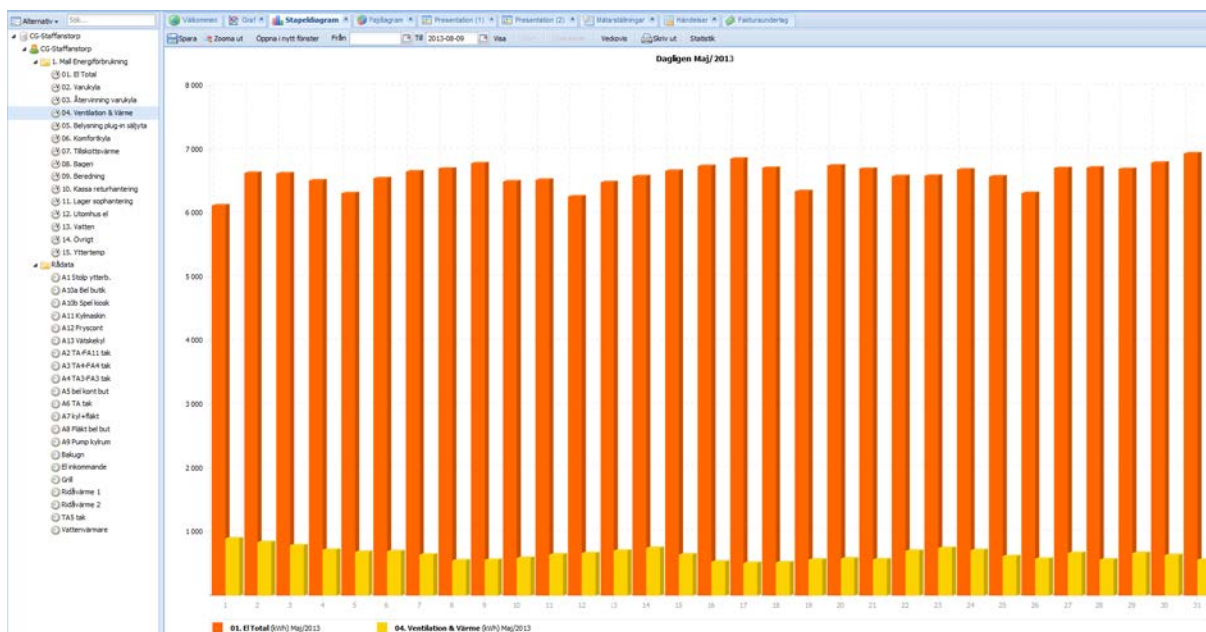 Alternativ
Sök...
CG-Staffanstorp
CG-Staffanstorp
1. Mall Energiförbrukning
01. El Total
02. Varukyla
03. Återvinning varukyla
04. Ventilation & Värme
05. Belysning plug-in säljyta
06. Komfortkyla
07. Tillskottsvärme
08. Bageri
09. Beredning
10. Kassa returhantering
11. Lager sophantering
12. Utomhus el
13. Vatten
14. Övrigt
15. Yttertemp
Rådata
A1 Stolp ytterb.
A10a Bel butik
A10b Spel kiosk
A11 Kylmaskin
A12 Fryscont
A13 Vätskekyl
A2 TA-FA11 tak
A3 TA4-FA4 tak
A4 TA3-FA3 tak
A5 bel kont but
A6 TA tak
A7 kyl+fläkt
A8 Fläkt bel but
A9 Pump kylrum
Bakugn
El inkommande
Grill
Ridåvärme 1
Ridåvärme 2
TA5 tak
Vattenvärmare
Välkommen Graf Stapeldiagram Pajdiagram Presentation (1) Presentation (2) Mätarställningar Händelser Fakturaunderlag
Spara Zooma ut Öppna i nytt fönster Från Till 2013-08-09 Visa Veckovis Skriv ut Statistik
Dagligen Maj/2013
8 000
7 000
6 000
5 000
4 000
3 000
2 000
1 000
1 2 3 4 5 6 7 8 9 10 11 12 13 14 15 16 17 18 19 20 21 22 23 24 25 26 27 28 29 30 31
01. El Total (kWh) Maj/2013 04. Ventilation & Värme (kWh) Maj/2013